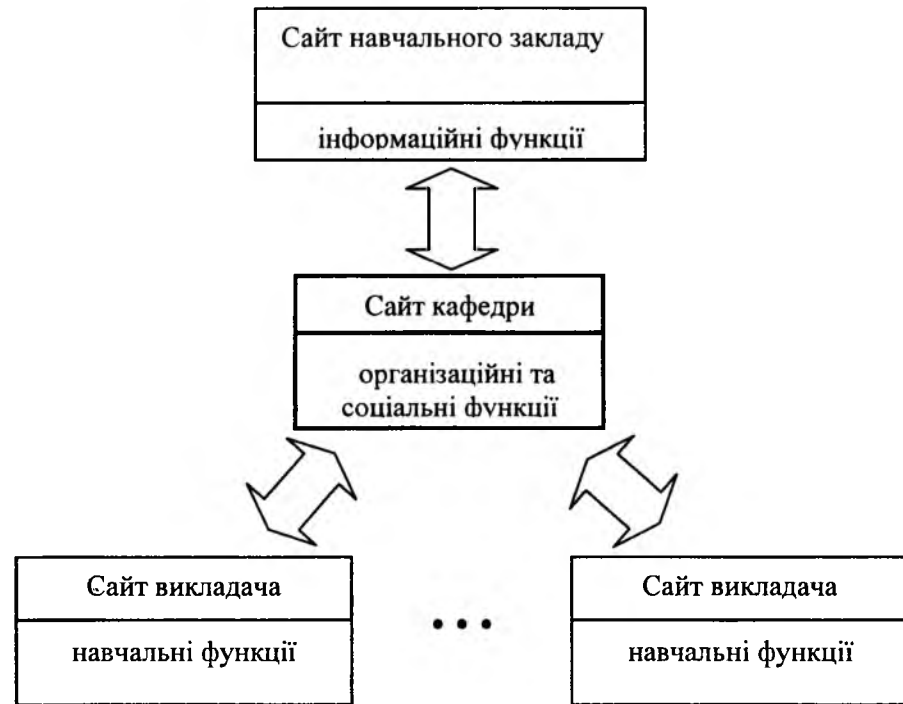 Сайт навчального закладу
інформаційні функції
Сайт кафедри
організаційні та
соціальні функції
Сайт викладача
навчальні функції
• • •
Сайт викладача
навчальні функції